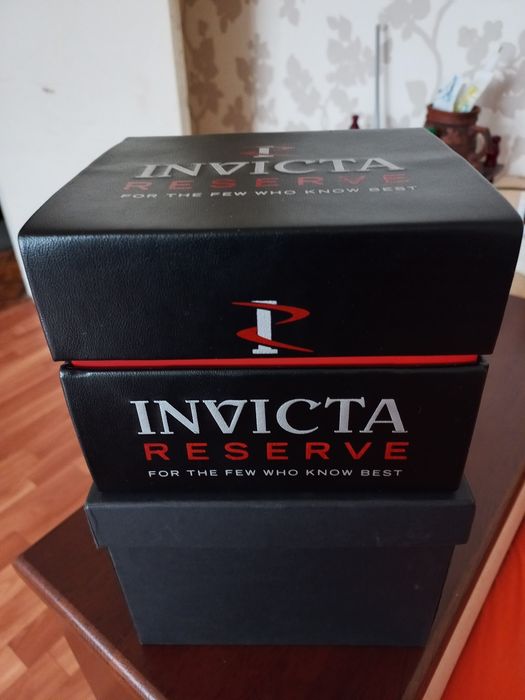 INVICTA
RESERVE
FOR THE FEW WHO KNOW BEST
INVICTA
RESERVE
FOR THE FEW WHO KNOW BEST